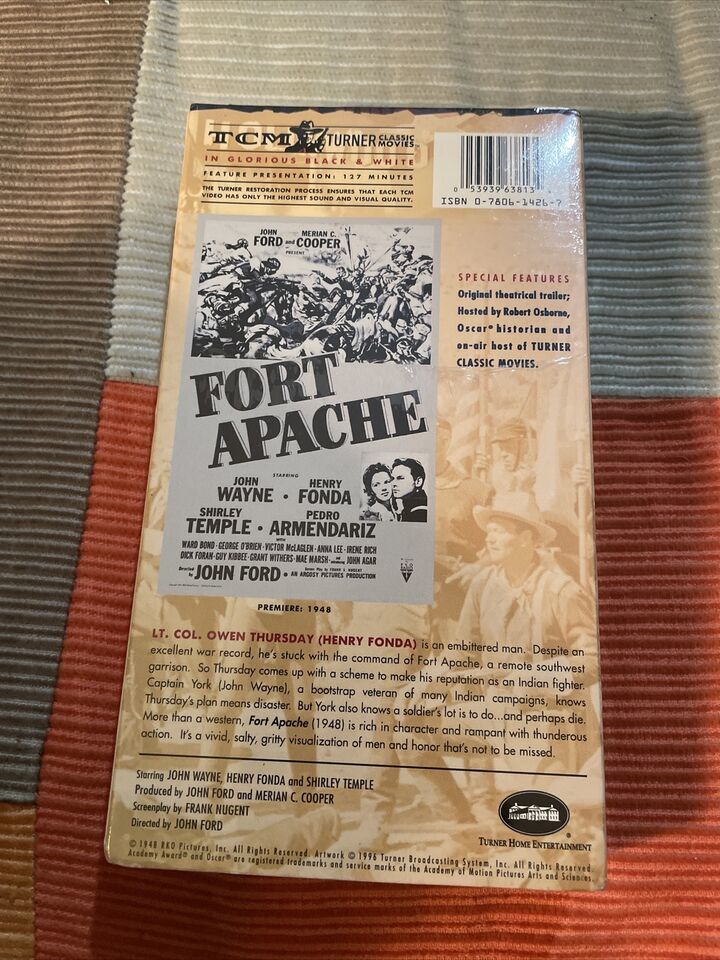 TCM TURNER CLASSIC MOVIES™
IN GLORIOUS BLACK & WHITE
FEATURE PRESENTATION: 127 MINUTES
THE TURNER RESTORATION PROCESS ENSURES THAT EACH TCM
VIDEO HAS ONLY THE HIGHEST SOUND AND VISUAL QUALITY.
0 53939 63813
ISBN 0-7806-1426-7
SPECIAL FEATURES
Original theatrical trailer;
Hosted by Robert Osborne,
Oscar® historian and
on-air host of TURNER
CLASSIC MOVIES.
JOHN FORD and MERIAN C. COOPER
PRESENT
FORT
APACHE
STARRING
JOHN WAYNE · HENRY FONDA
SHIRLEY TEMPLE · PEDRO ARMENDARIZ
with
WARD BOND · GEORGE O'BRIEN · VICTOR McLAGLEN · ANNA LEE · IRENE RICH
DICK FORAN · GUY KIBBEE · GRANT WITHERS · MAE MARSH · and introducing JOHN AGAR
Directed by JOHN FORD · Screen Play by FRANK S. NUGENT
AN ARGOSY PICTURES PRODUCTION
PREMIERE: 1948
LT. COL. OWEN THURSDAY (HENRY FONDA) is an embittered man. Despite an
excellent war record, he's stuck with the command of Fort Apache, a remote southwest
garrison. So Thursday comes up with a scheme to make his reputation as an Indian fighter.
Captain York (John Wayne), a bootstrap veteran of many Indian campaigns, knows
Thursday's plan means disaster. But York also knows a soldier's lot is to do...and perhaps die.
More than a western, Fort Apache (1948) is rich in character and rampant with thunderous
action. It's a vivid, salty, gritty visualization of men and honor that's not to be missed.
Starring JOHN WAYNE, HENRY FONDA and SHIRLEY TEMPLE
Produced by JOHN FORD and MERIAN C. COOPER
Screenplay by FRANK NUGENT
Directed by JOHN FORD
TURNER HOME ENTERTAINMENT®
© 1948 RKO Pictures, Inc. All Rights Reserved. Artwork © 1996 Turner Broadcasting System, Inc. All Rights Reserved.
Academy Award® and Oscar® are registered trademarks and service marks of the Academy of Motion Pictures Arts and Sciences.